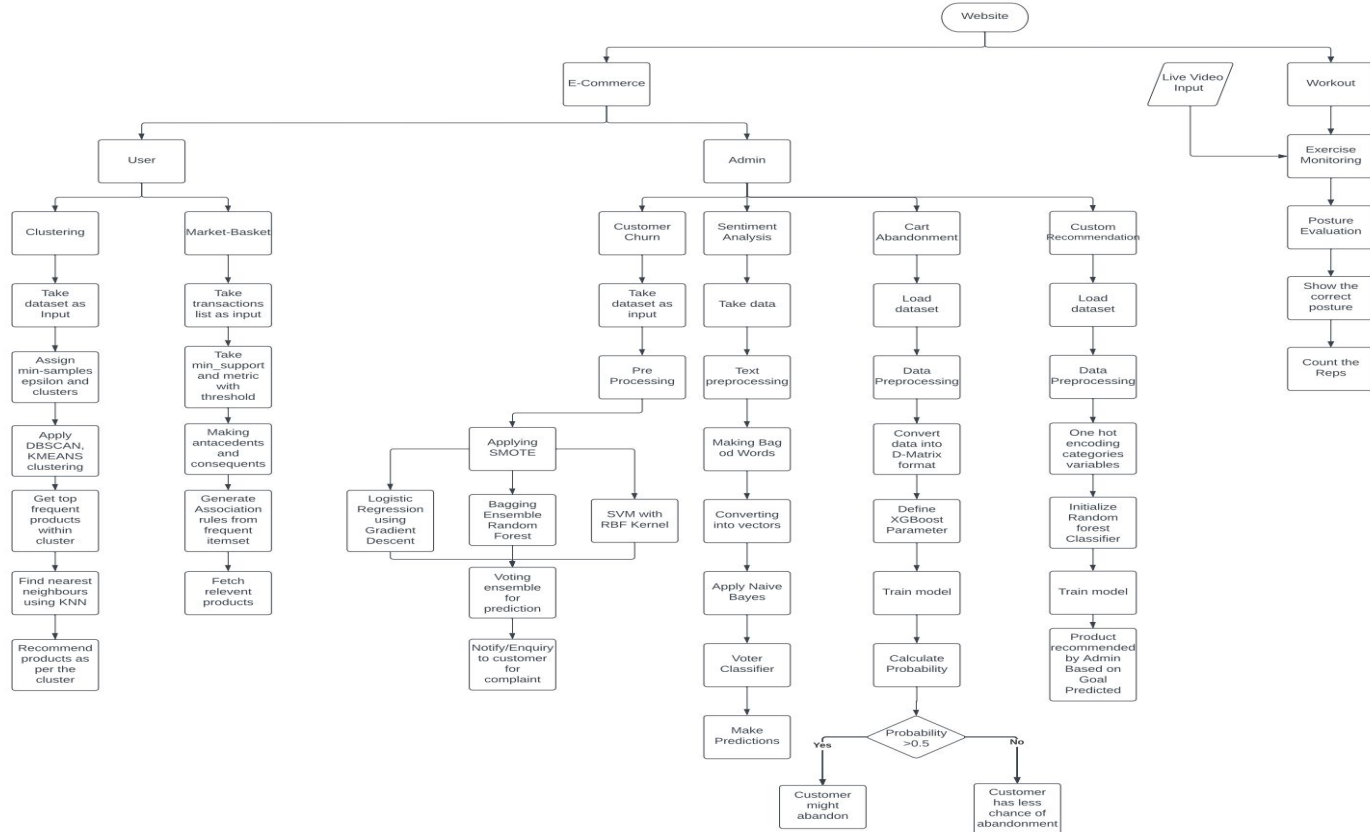 Website
E-Commerce
Live Video
Input
Workout
User
Admin
Exercise
Monitoring
Clustering
Market-Basket
Customer
Churn
Sentiment
Analysis
Cart
Abandonment
Custom
Recommendation
Posture
Evaluation
Take
dataset as
Input
Take
transactions
list as input
Take
dataset as
input
Take data
Load
dataset
Load
dataset
Show the
correct
posture
Assign
min-samples
epsilon and
clusters
Take
min_support
and metric
with
threshold
Pre
Processing
Text
preprocessing
Data
Preprocessing
Data
Preprocessing
Count the
Reps
Apply
DBSCAN,
KMEANS
clustering
Making
antacedents
and
consequents
Applying
SMOTE
Making Bag
od Words
Convert
data into
D-Matrix
format
One hot
encoding
categories
variables
Get top
frequent
products
within
cluster
Generate
Association
rules from
frequent
itemset
Logistic
Regression
using
Gradient
Descent
Bagging
Ensemble
Random
Forest
SVM with
RBF Kernel
Converting
into vectors
Define
XGBoost
Parameter
Initialize
Random
forest
Classifier
Find nearest
neighbours
using KNN
Fetch
relevent
products
Voting
ensemble
for
prediction
Apply Naive
Bayes
Train model
Train model
Recommend
products as
per the
cluster
Notify/Enquiry
to customer
for
complaint
Voter
Classifier
Calculate
Probability
Product
recommended
by Admin
Based on
Goal
Predicted
Make
Predictions
Probability
>0.5
Yes
No
Customer
might
abandon
Customer
has less
chance of
abandonment